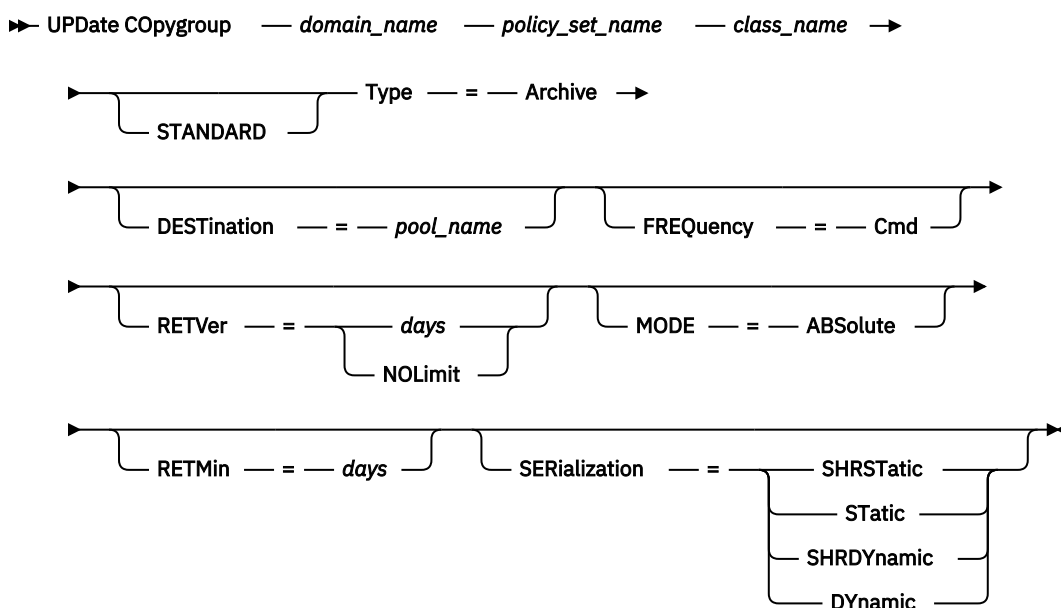 UPDate COpygroup domain_name policy_set_name class_name
Type = Archive
STANDARD
DESTination = pool_name FREQuency = Cmd
RETVer = days MODE = ABSolute
NOLimit
RETMin = days SERialization = SHRSTatic
STatic
SHRDYnamic
DYnamic